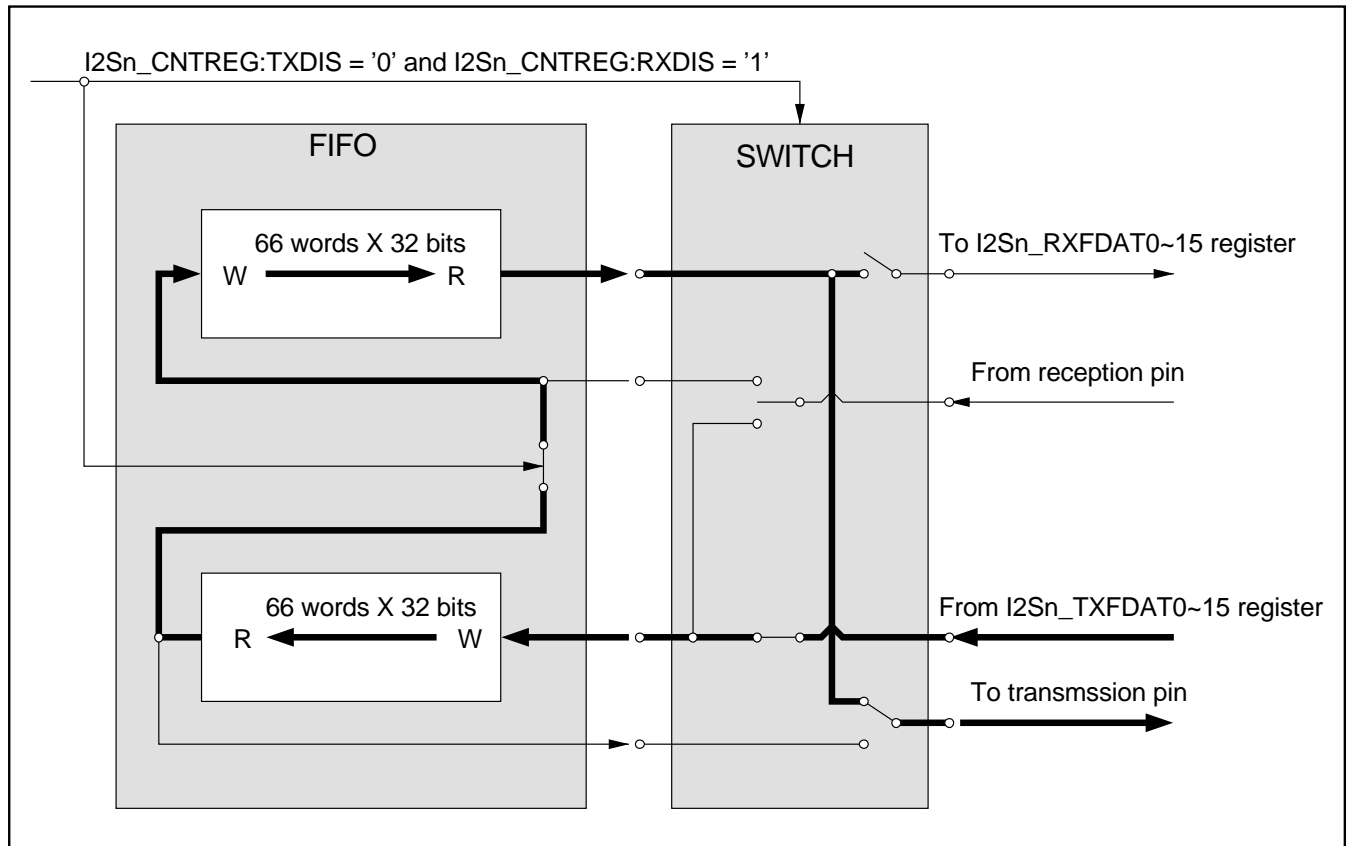 I2Sn_CNTREG:TXDIS = '0' and I2Sn_CNTREG:RXDIS = '1'
FIFO
SWITCH
66 words X 32 bits
W
R
To I2Sn_RXFDAT0~15 register
From reception pin
66 words X 32 bits
R
W
From I2Sn_TXFDAT0~15 register
To transmssion pin